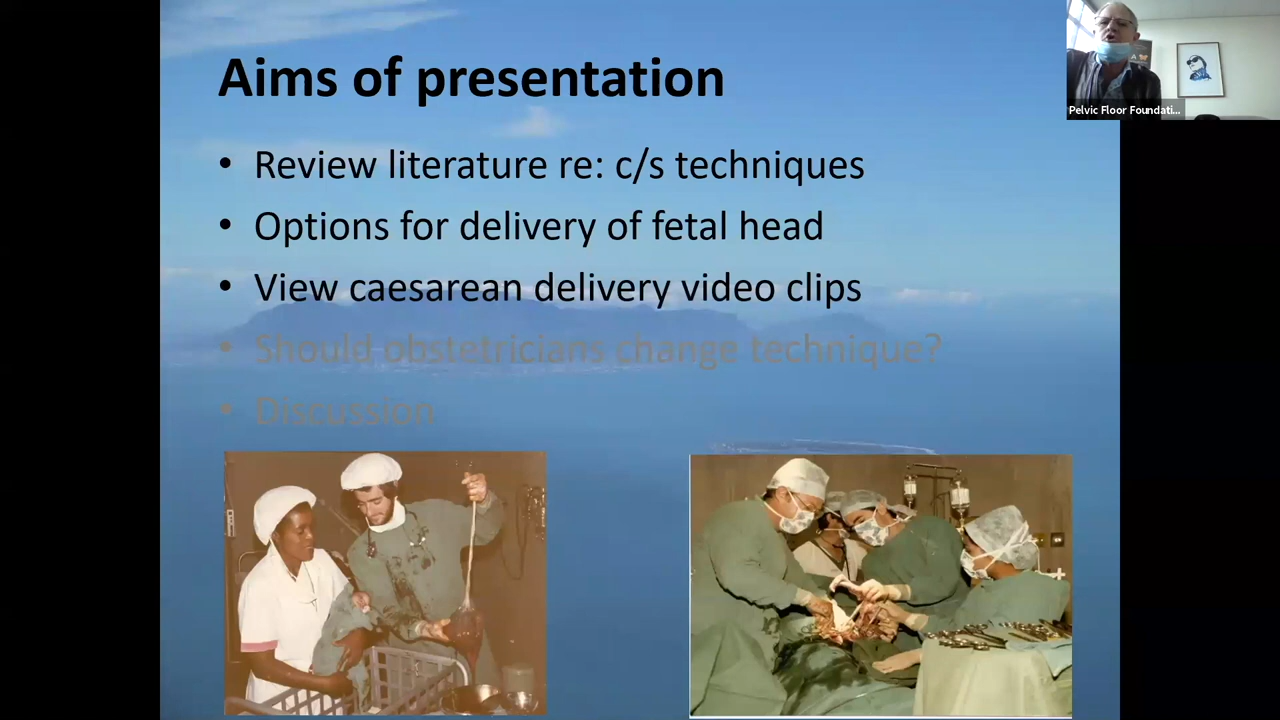 Aims of presentation
• Review literature re: c/s techniques
• Options for delivery of fetal head
• View caesarean delivery video clips
• Should obstetricians change technique?
• Discussion
Pelvic Floor Foundati...